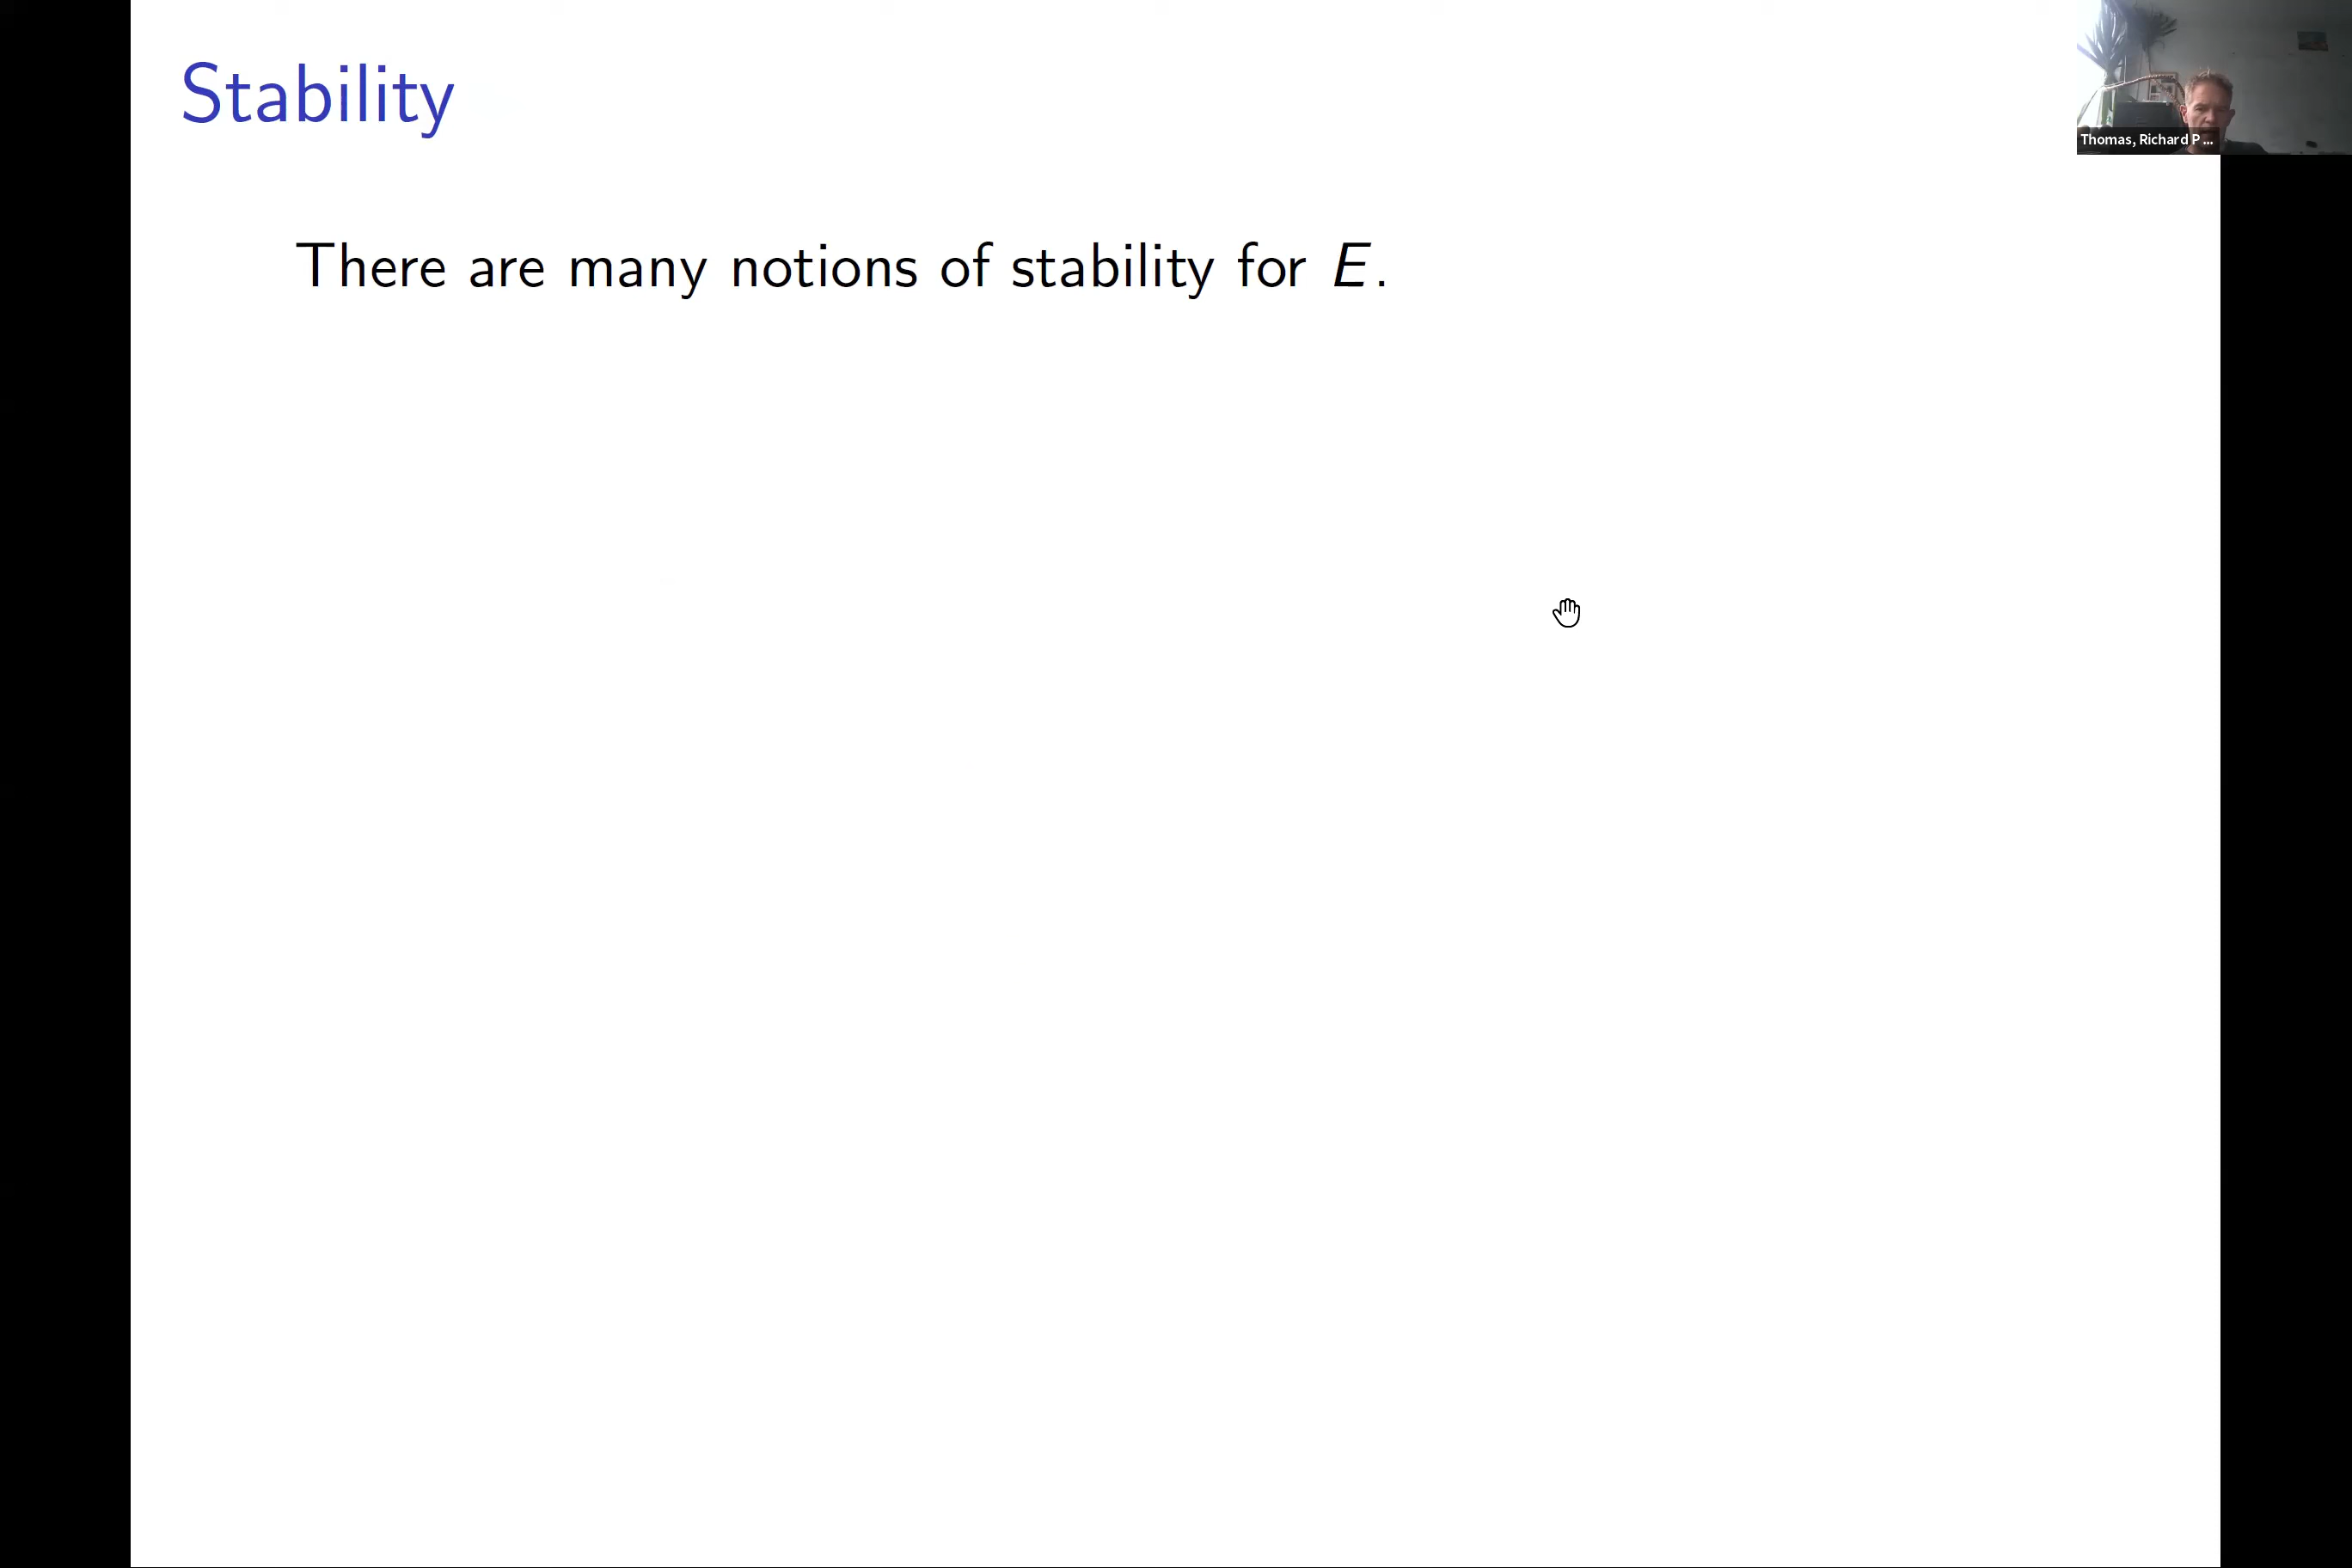 Stability
Thomas, Richard P ...
There are many notions of stability for E.